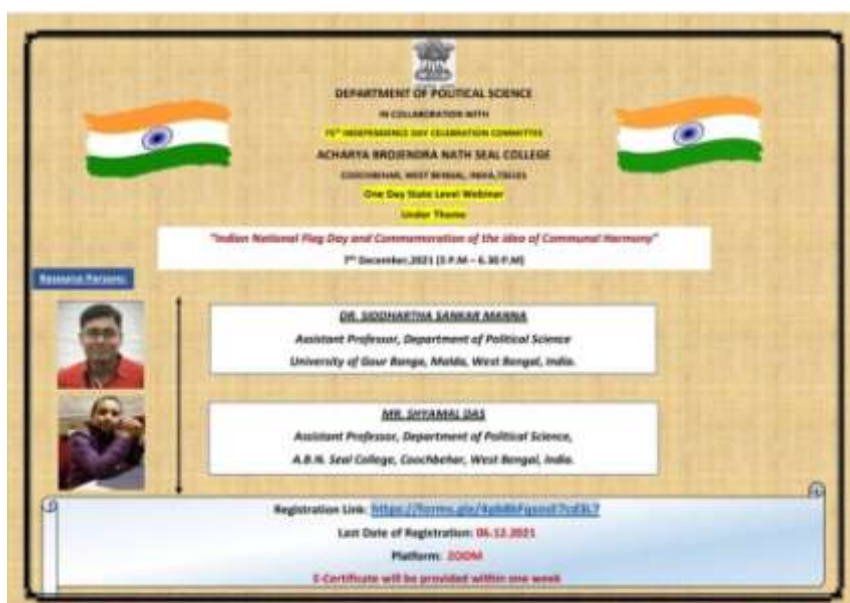 DEPARTMENT OF POLITICAL SCIENCE
IN COLLABORATION WITH
75TH INDEPENDENCE DAY CELEBRATION COMMITTEE
ACHARYA BROJENDRA NATH SEAL COLLEGE
COOCHBEHAR, WEST BENGAL, INDIA,
One Day State Level Webinar
Under Theme
"Indian National Flag Day and Commemoration of the idea of Communal Harmony"
7th December,2021 (5 P.M – 6.30 P.M)
Resource Persons:
DR. SIDDHARTHA SANKAR MANNA
Assistant Professor, Department of Political Science
University of Gour Banga, Malda, West Bengal, India.
MR. SHYAMAL DAS
Assistant Professor, Department of Political Science,
A.B.N. Seal College, Coochbehar, West Bengal, India.
Registration Link:
Last Date of Registration: 06.12.2021
Platform: ZOOM
E-Certificate will be provided within one week